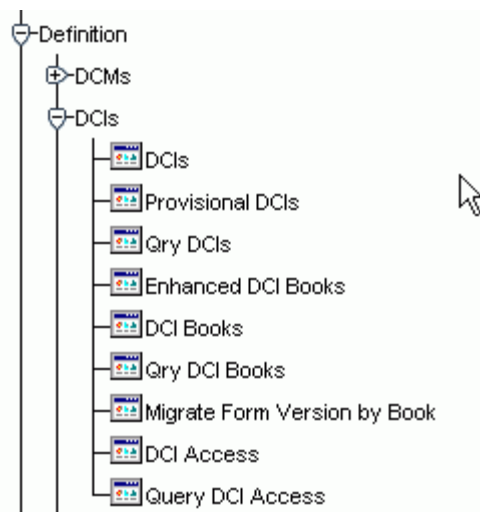 Definition
DCMs
DCIs
DCIs
Provisional DCIs
Qry DCIs
Enhanced DCI Books
DCI Books
Qry DCI Books
Migrate Form Version by Book
DCI Access
Query DCI Access